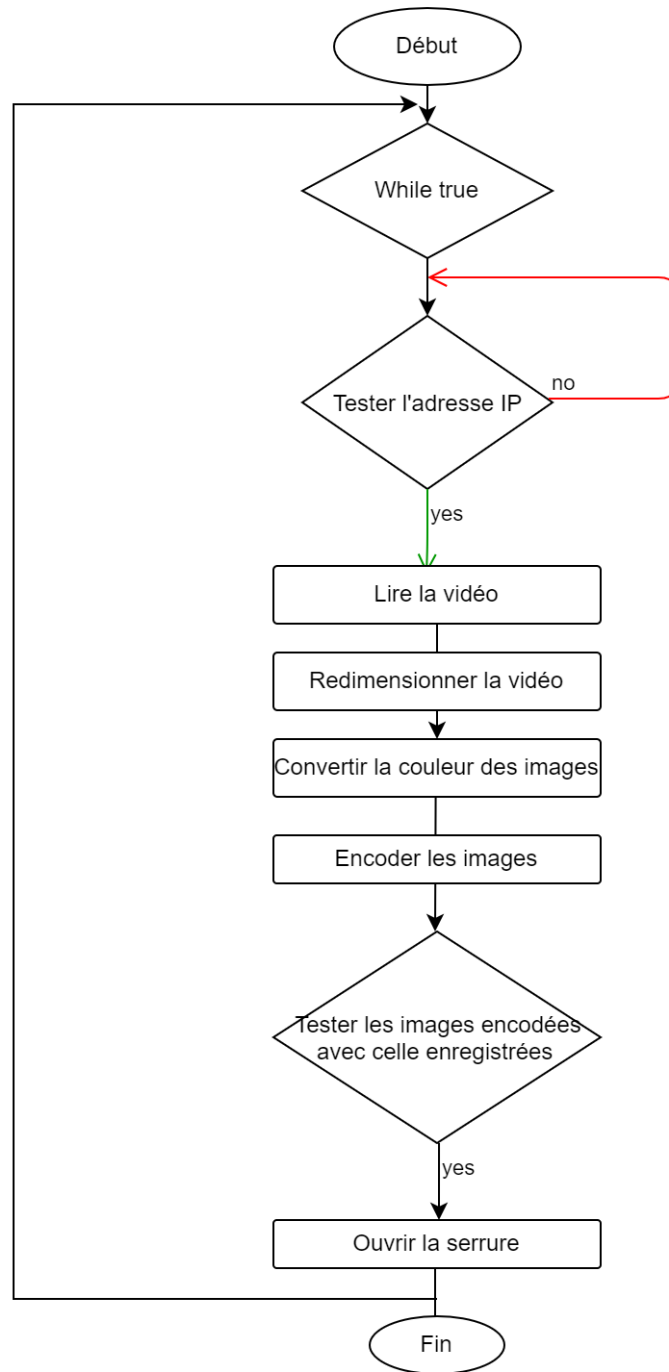 Début
While true
Tester l'adresse IP
no
yes
Lire la vidéo
Redimensionner la vidéo
Convertir la couleur des images
Encoder les images
Tester les images encodées
avec celle enregistrées
yes
Ouvrir la serrure
Fin